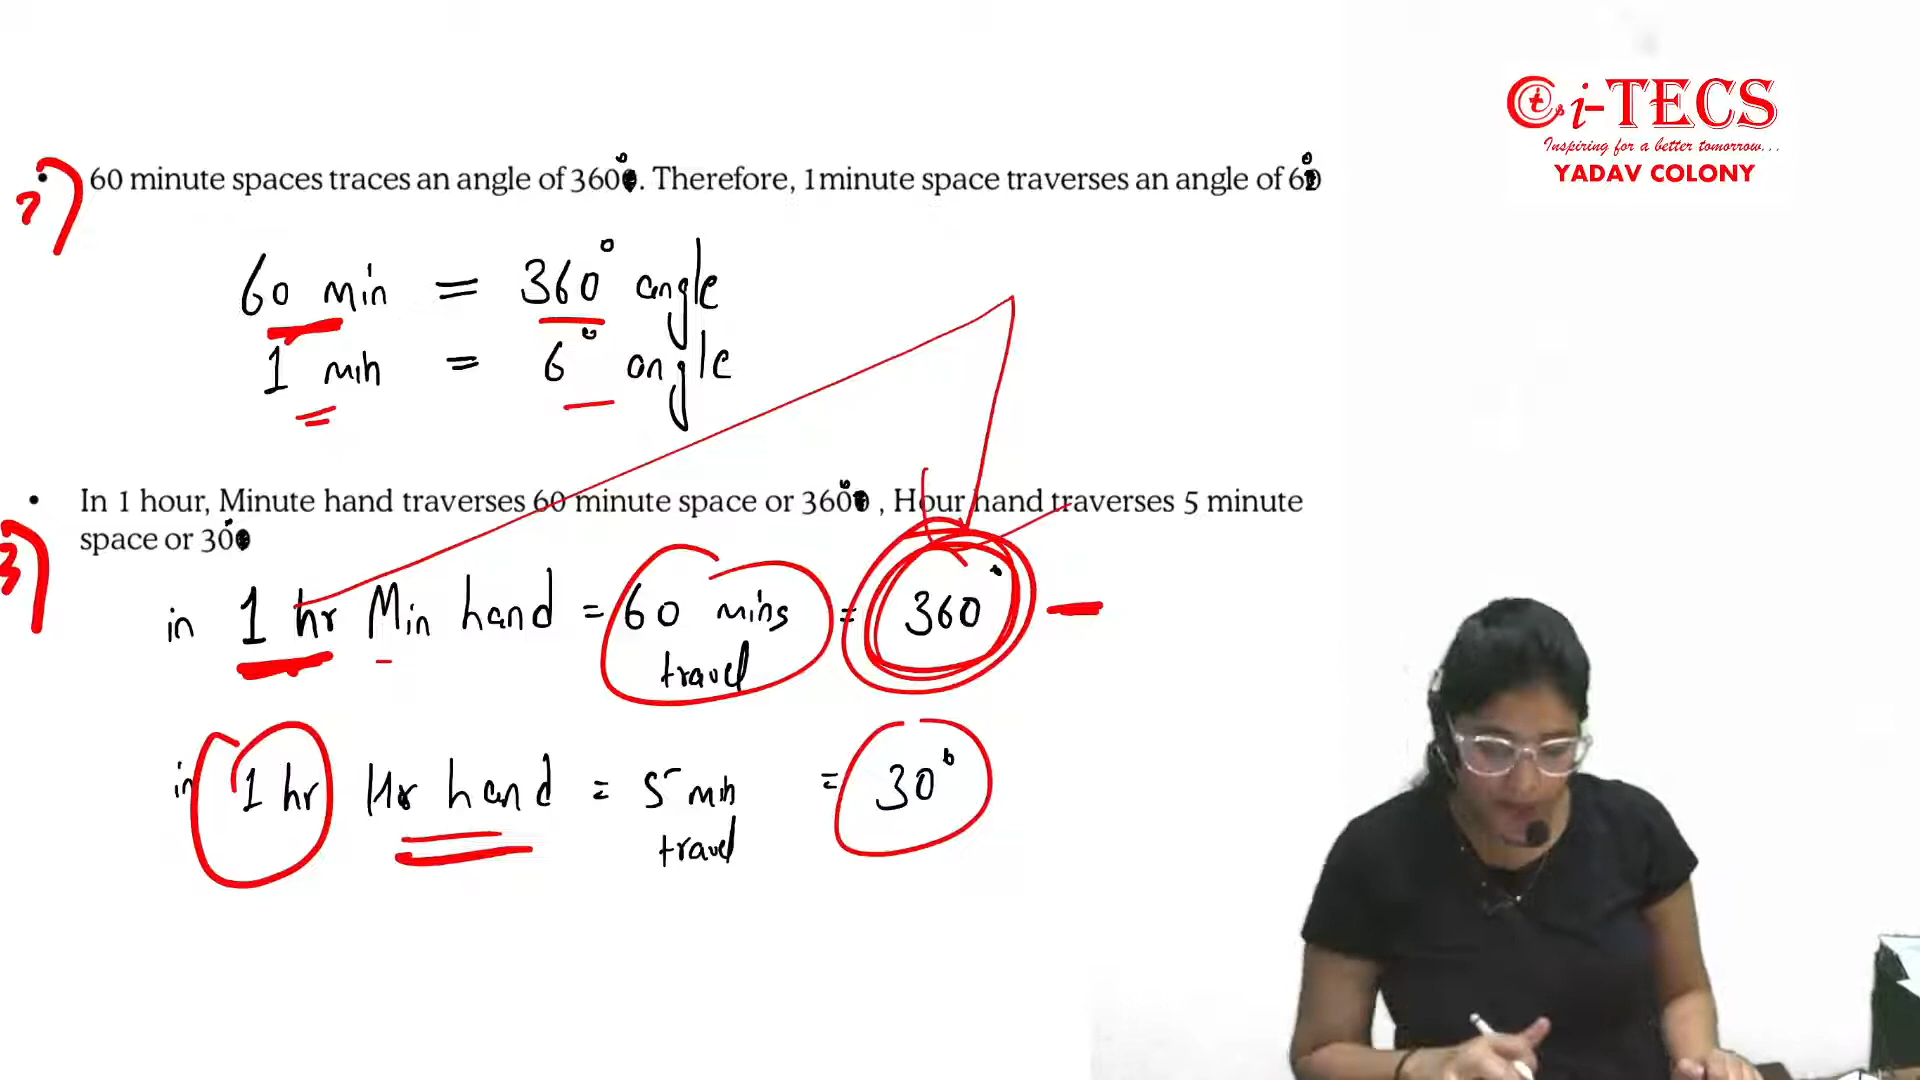 i-TECS
Inspiring for a better tomorrow...
YADAV COLONY
2)
• 60 minute spaces traces an angle of 360°. Therefore, 1minute space traverses an angle of 6°
60 min = 360° angle
1 min = 6° angle
3)
• In 1 hour, Minute hand traverses 60 minute space or 360° , Hour hand traverses 5 minute
space or 30°
in 1 hr Min hand = 60 mins = 360°
travel
in 1 hr Hr hand = 5 min = 30°
travel